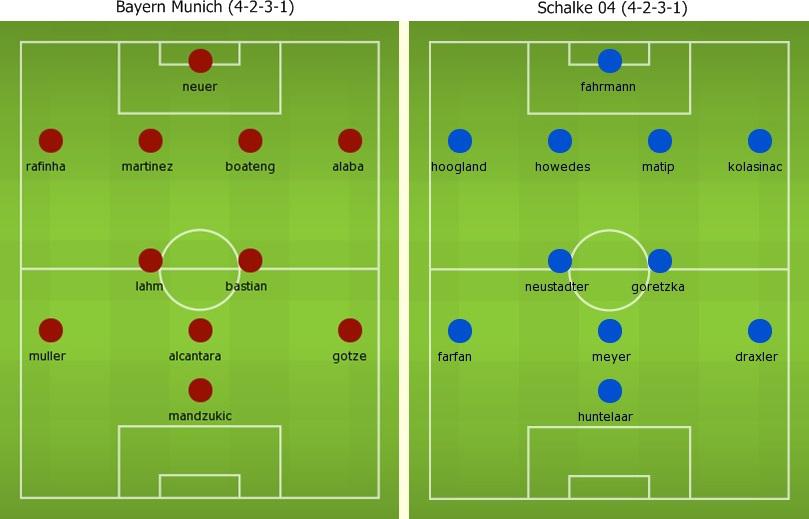 Bayern Munich (4-2-3-1)
neuer
rafinha martinez boateng alaba
lahm bastian
muller alcantara gotze
mandzukic
Schalke 04 (4-2-3-1)
fahrmann
hoogland howedes matip kolasinac
neustadter goretzka
farfan meyer draxler
huntelaar